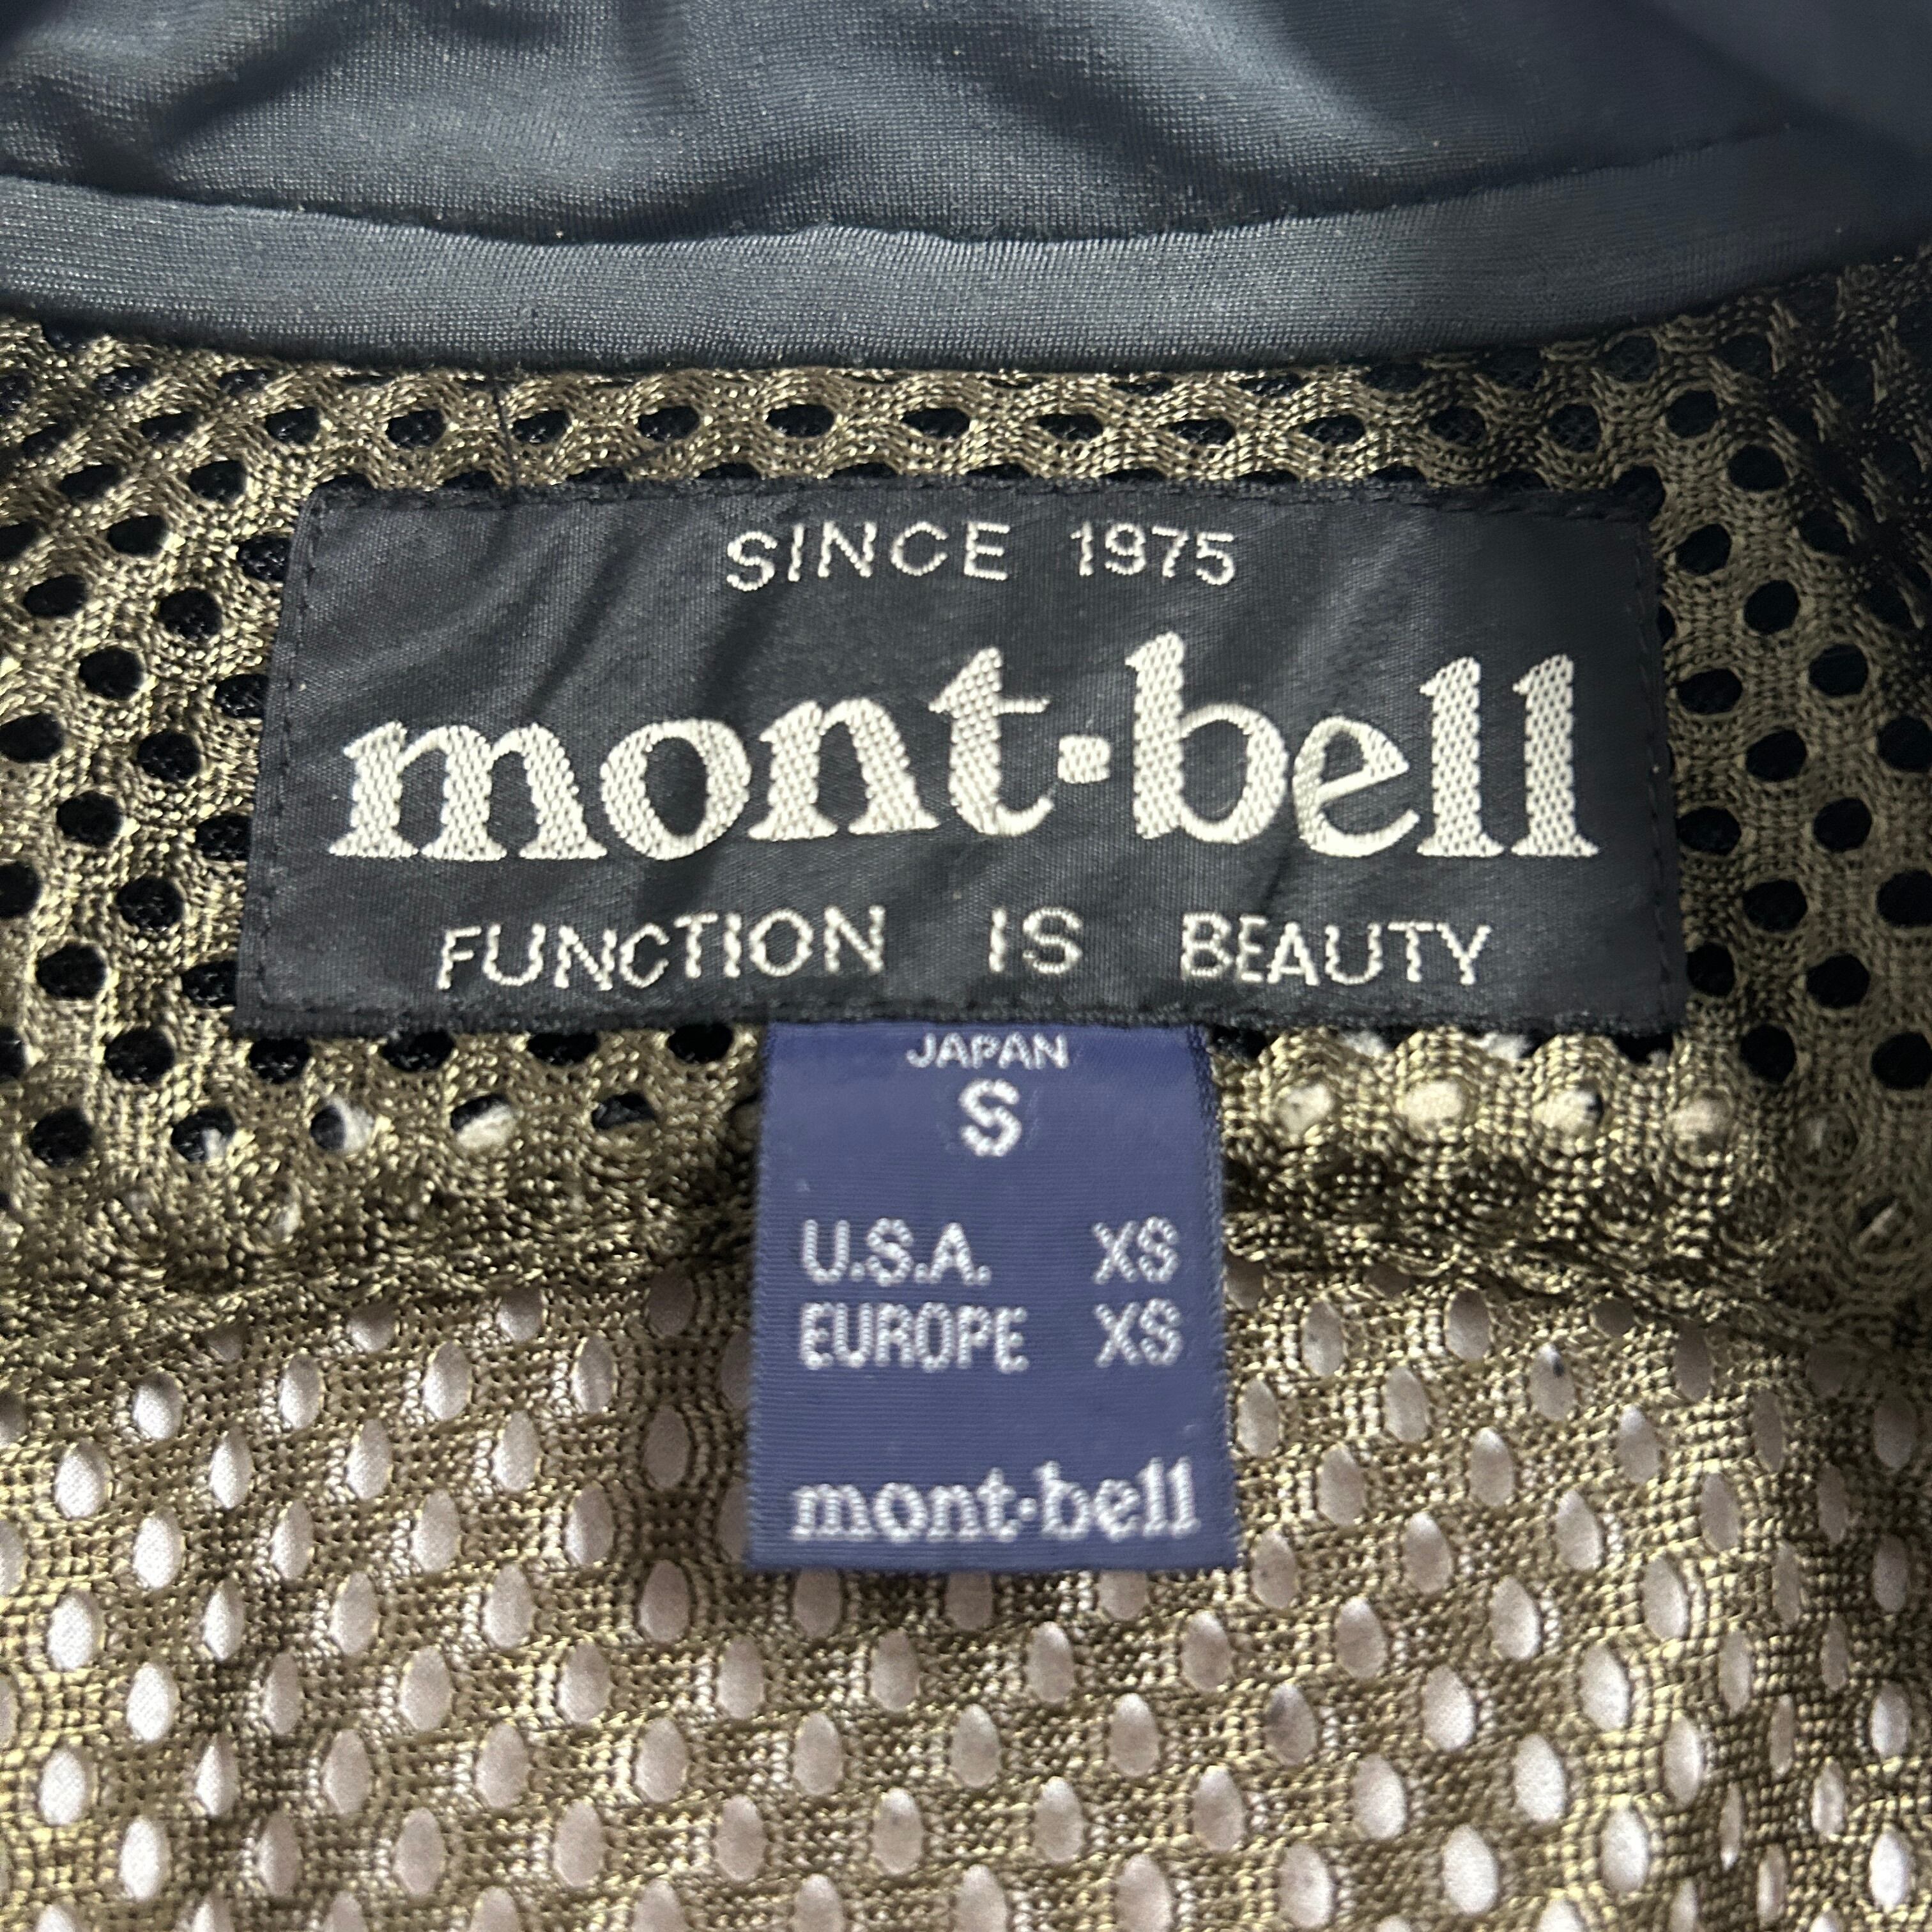 SINCE 1975
mont-bell
FUNCTION IS BEAUTY
JAPAN
S
U.S.A. XS
EUROPE XS
mont-bell